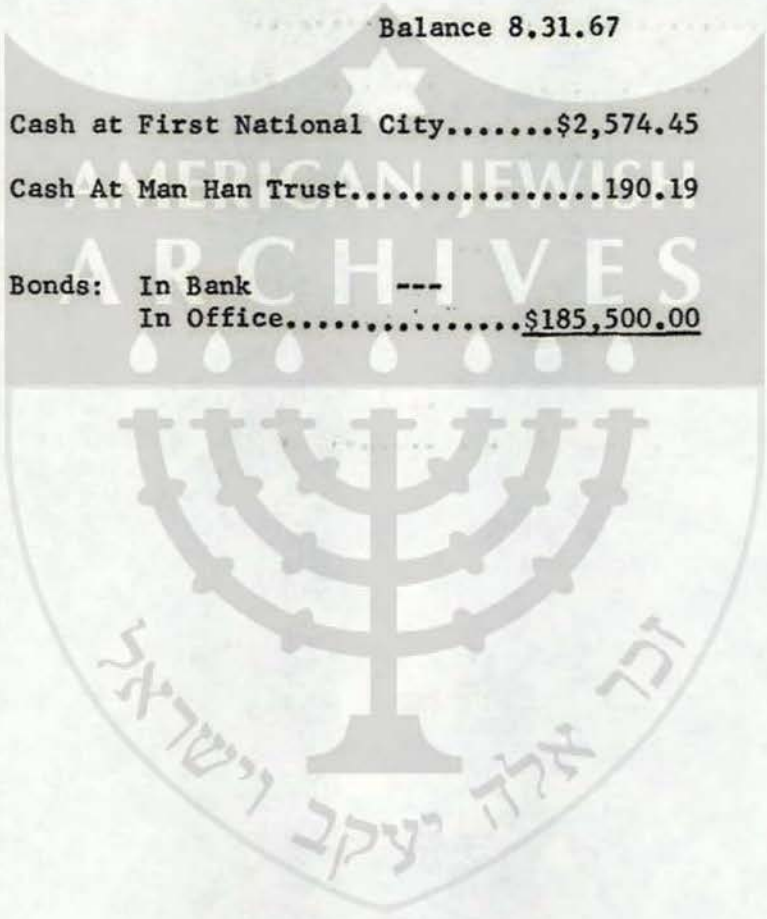 Balance 8.31.67
Cash at First National City.......$2,574.45
Cash At Man Han Trust................190.19
AMERICAN JEWISH
ARCHIVES
Bonds: In Bank ---
In Office................$185,500.00
זכר אלה יעקב וישראל